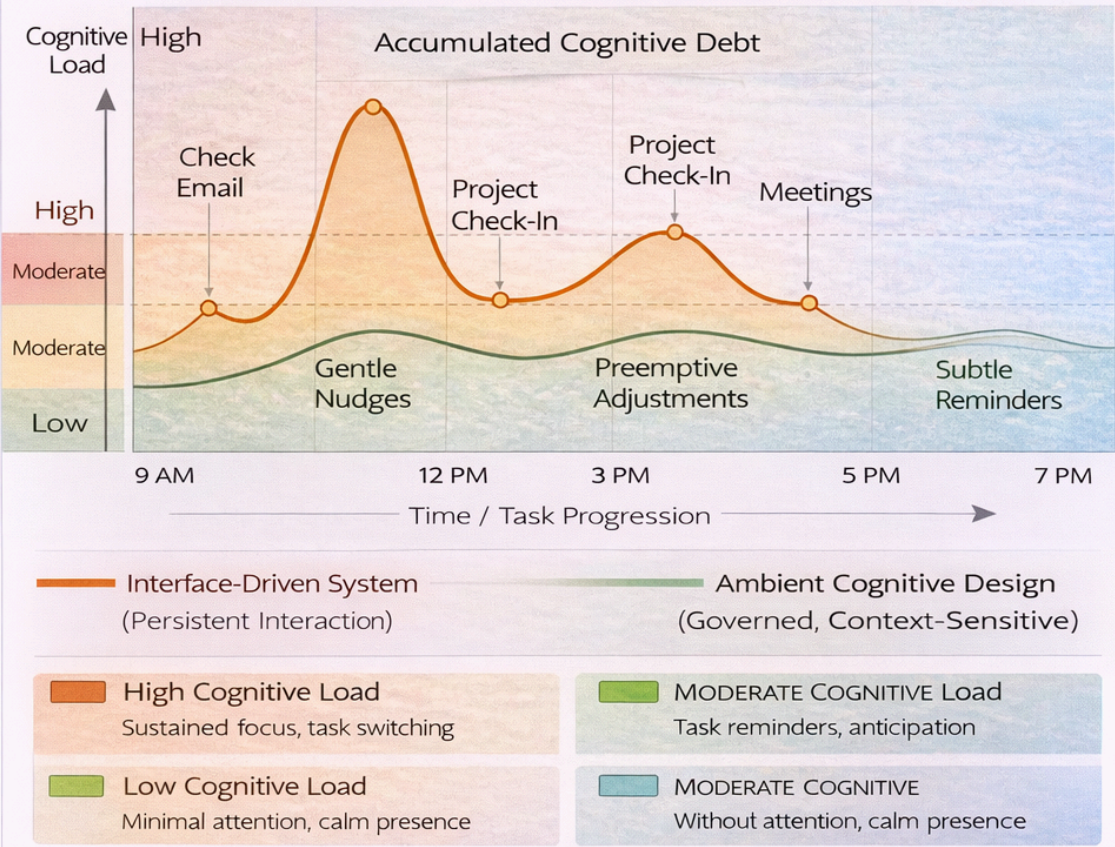 Cognitive
Load
High
Accumulated Cognitive Debt
Check
Email
Project
Check-In
Project
Check-In
Meetings
High
Moderate
Moderate
Low
Gentle
Nudges
Preemptive
Adjustments
Subtle
Reminders
9 AM 12 PM 3 PM 5 PM 7 PM
Time / Task Progression
Interface-Driven System
(Persistent Interaction)
Ambient Cognitive Design
(Governed, Context-Sensitive)
High Cognitive Load
Sustained focus, task switching
MODERATE COGNITIVE Load
Task reminders, anticipation
Low Cognitive Load
Minimal attention, calm presence
MODERATE COGNITIVE
Without attention, calm presence